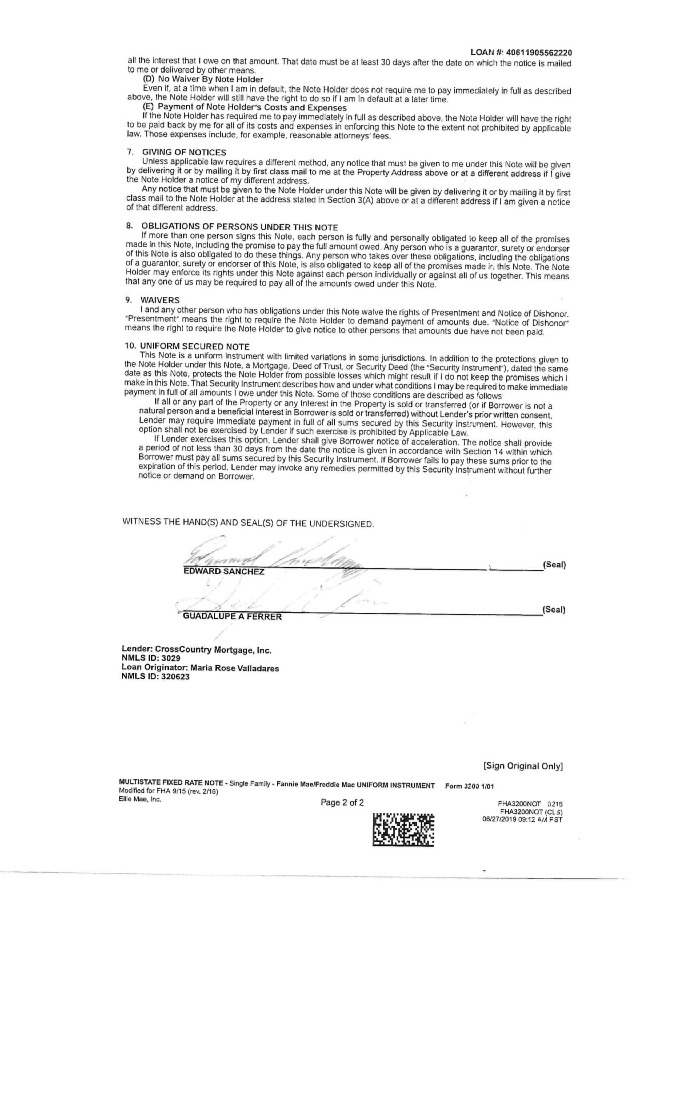 LOAN #: 40611905562220
all the interest that I owe on that amount. That date must be at least 30 days after the date on which the notice is mailed
to me or delivered by other means.
(D) No Waiver By Note Holder
Even if, at a time when I am in default, the Note Holder does not require me to pay immediately in full as described
above, the Note Holder will still have the right to do so if I am in default at a later time.
(E) Payment of Note Holder's Costs and Expenses
If the Note Holder has required me to pay immediately in full as described above, the Note Holder will have the right
to be paid back by me for all of its costs and expenses in enforcing this Note to the extent not prohibited by applicable
law. Those expenses include, for example, reasonable attorneys' fees.
7. GIVING OF NOTICES
Unless applicable law requires a different method, any notice that must be given to me under this Note will be given
by delivering it or by mailing it by first class mail to me at the Property Address above or at a different address if I give
the Note Holder a notice of my different address.
Any notice that must be given to the Note Holder under this Note will be given by delivering it or by mailing it by first
class mail to the Note Holder at the address stated in Section 3(A) above or at a different address if I am given a notice
of that different address.
8. OBLIGATIONS OF PERSONS UNDER THIS NOTE
If more than one person signs this Note, each person is fully and personally obligated to keep all of the promises
made in this Note, including the promise to pay the full amount owed. Any person who is a guarantor, surety or endorser
of this Note is also obligated to do these things. Any person who takes over these obligations, including the obligations
of a guarantor, surety or endorser of this Note, is also obligated to keep all of the promises made in this Note. The Note
Holder may enforce its rights under this Note against each person individually or against all of us together. This means
that any one of us may be required to pay all of the amounts owed under this Note.
9. WAIVERS
I and any other person who has obligations under this Note waive the rights of Presentment and Notice of Dishonor.
"Presentment" means the right to require the Note Holder to demand payment of amounts due. "Notice of Dishonor"
means the right to require the Note Holder to give notice to other persons that amounts due have not been paid.
10. UNIFORM SECURED NOTE
This Note is a uniform instrument with limited variations in some jurisdictions. In addition to the protections given to
the Note Holder under this Note, a Mortgage, Deed of Trust, or Security Deed (the "Security Instrument"), dated the same
date as this Note, protects the Note Holder from possible losses which might result if I do not keep the promises which I
make in this Note. That Security Instrument describes how and under what conditions I may be required to make immediate
payment in full of all amounts I owe under this Note. Some of those conditions are described as follows
If all or any part of the Property or any Interest in the Property is sold or transferred (or if Borrower is not a
natural person and a beneficial interest in Borrower is sold or transferred) without Lender's prior written consent,
Lender may require immediate payment in full of all sums secured by this Security Instrument. However, this
option shall not be exercised by Lender if such exercise is prohibited by Applicable Law.
If Lender exercises this option, Lender shall give Borrower notice of acceleration. The notice shall provide
a period of not less than 30 days from the date the notice is given in accordance with Section 14 within which
Borrower must pay all sums secured by this Security Instrument. If Borrower fails to pay these sums prior to the
expiration of this period, Lender may invoke any remedies permitted by this Security Instrument without further
notice or demand on Borrower.
WITNESS THE HAND(S) AND SEAL(S) OF THE UNDERSIGNED.
(Seal)
EDWARD SANCHEZ
(Seal)
GUADALUPE A FERRER
Lender: CrossCountry Mortgage, Inc.
NMLS ID: 3029
Loan Originator: Maria Rose Valladares
NMLS ID: 320623
[Sign Original Only]
MULTISTATE FIXED RATE NOTE - Single Family - Fannie Mae/Freddie Mac UNIFORM INSTRUMENT Form 3200 1/01
Modified for FHA 9/15 (rev. 2/16)
Ellie Mae, Inc.
Page 2 of 2
FHA3200NOT 0216
FHA3200NOT (CLS)
06/27/2019 09:12 AM PST